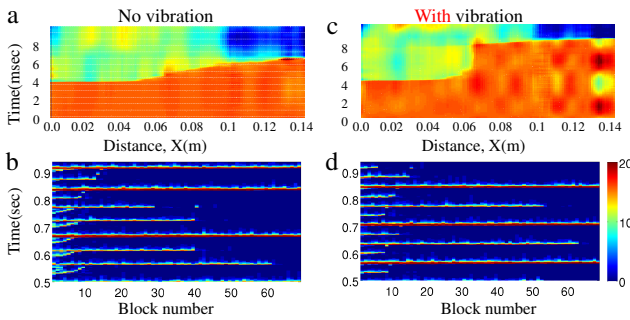 a No vibration
c With vibration
Time(msec)
8
6
4
2
0
8
6
4
2
0
0.0 0.02 0.04 0.06 0.08 0.1 0.12 0.14
0.0 0.02 0.04 0.06 0.08 0.1 0.12 0.14
Distance, X(m)
Distance, X(m)
b
d
Time(sec)
0.9
0.8
0.7
0.6
0.5
0.9
0.8
0.7
0.6
0.5
20
10
0
10 20 30 40 50 60
10 20 30 40 50 60
Block number
Block number